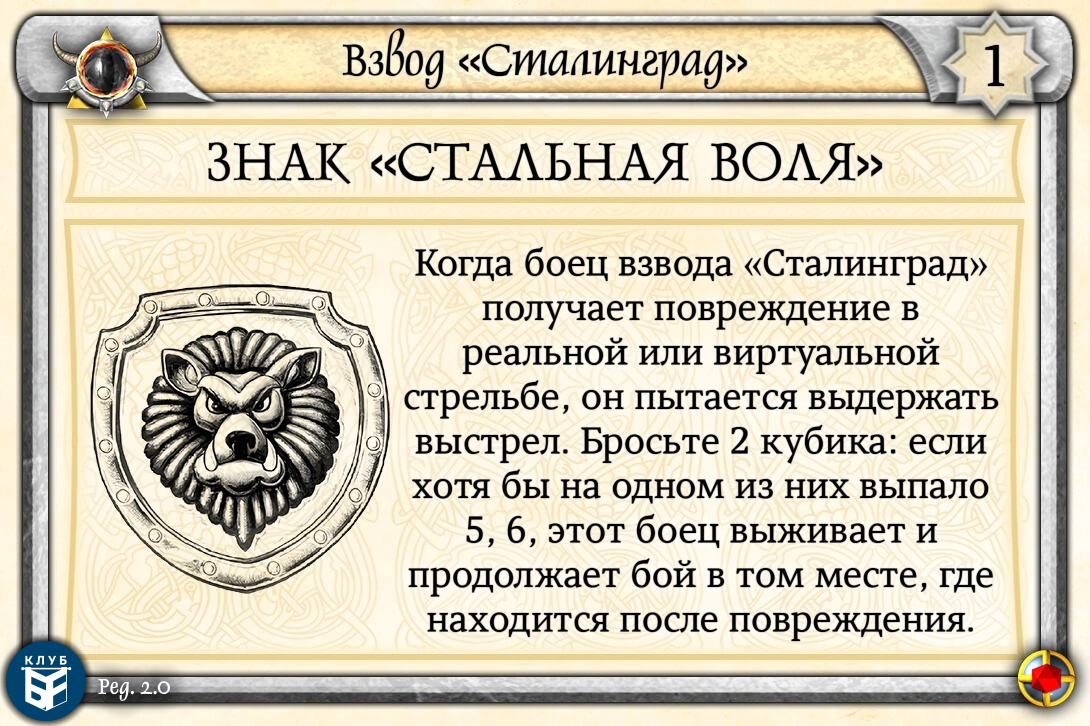 Взвод «Сталинград»
1
ЗНАК «СТАЛЬНАЯ ВОЛЯ»
Когда боец взвода «Сталинград»
получает повреждение в
реальной или виртуальной
стрельбе, он пытается выдержать
выстрел. Бросьте 2 кубика: если
хотя бы на одном из них выпало
5, 6, этот боец выживает и
продолжает бой в том месте, где
находится после повреждения.
КЛУБ
БГ
Ред. 2.0